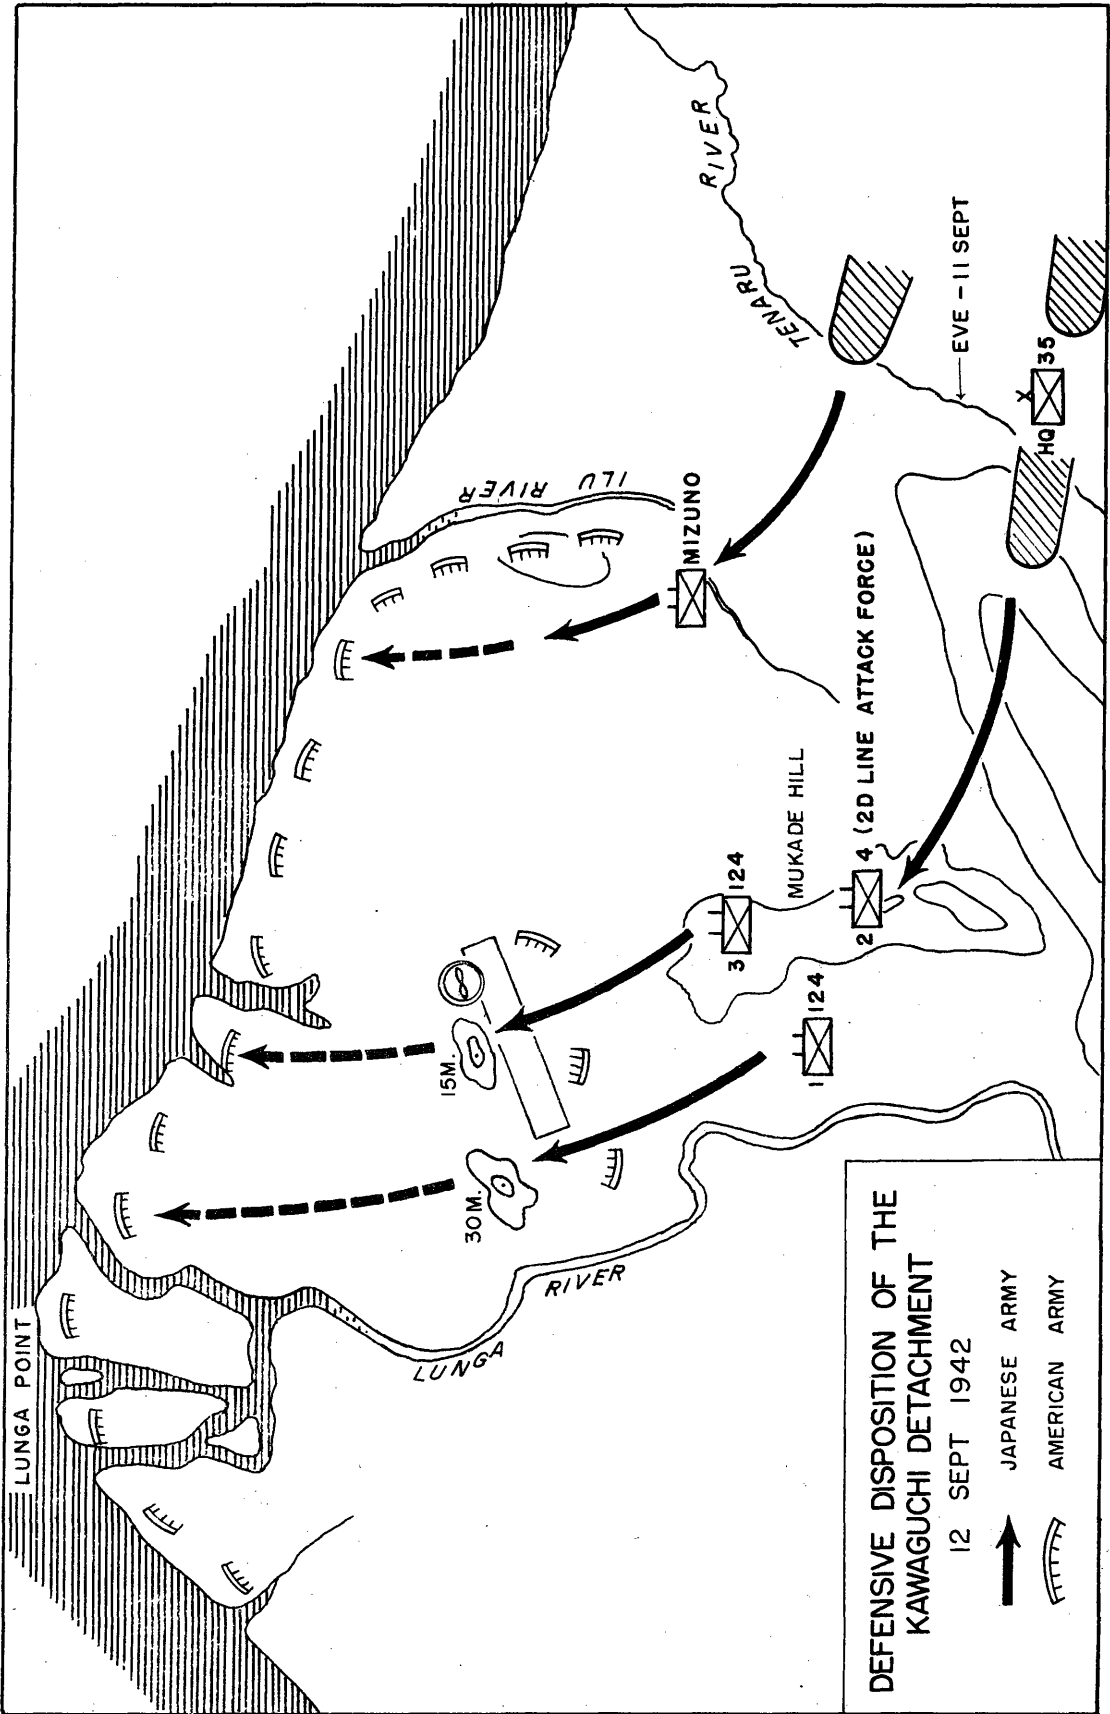 LUNGA POINT
TENARU RIVER
EVE - 11 SEPT
HQ 35
ILU RIVER
MIZUNO
4 (2D LINE ATTACK FORCE)
2
MUKADE HILL
3 124
1 124
15M.
30M.
LUNGA RIVER
DEFENSIVE DISPOSITION OF THE
KAWAGUCHI DETACHMENT
12 SEPT 1942
JAPANESE ARMY
AMERICAN ARMY